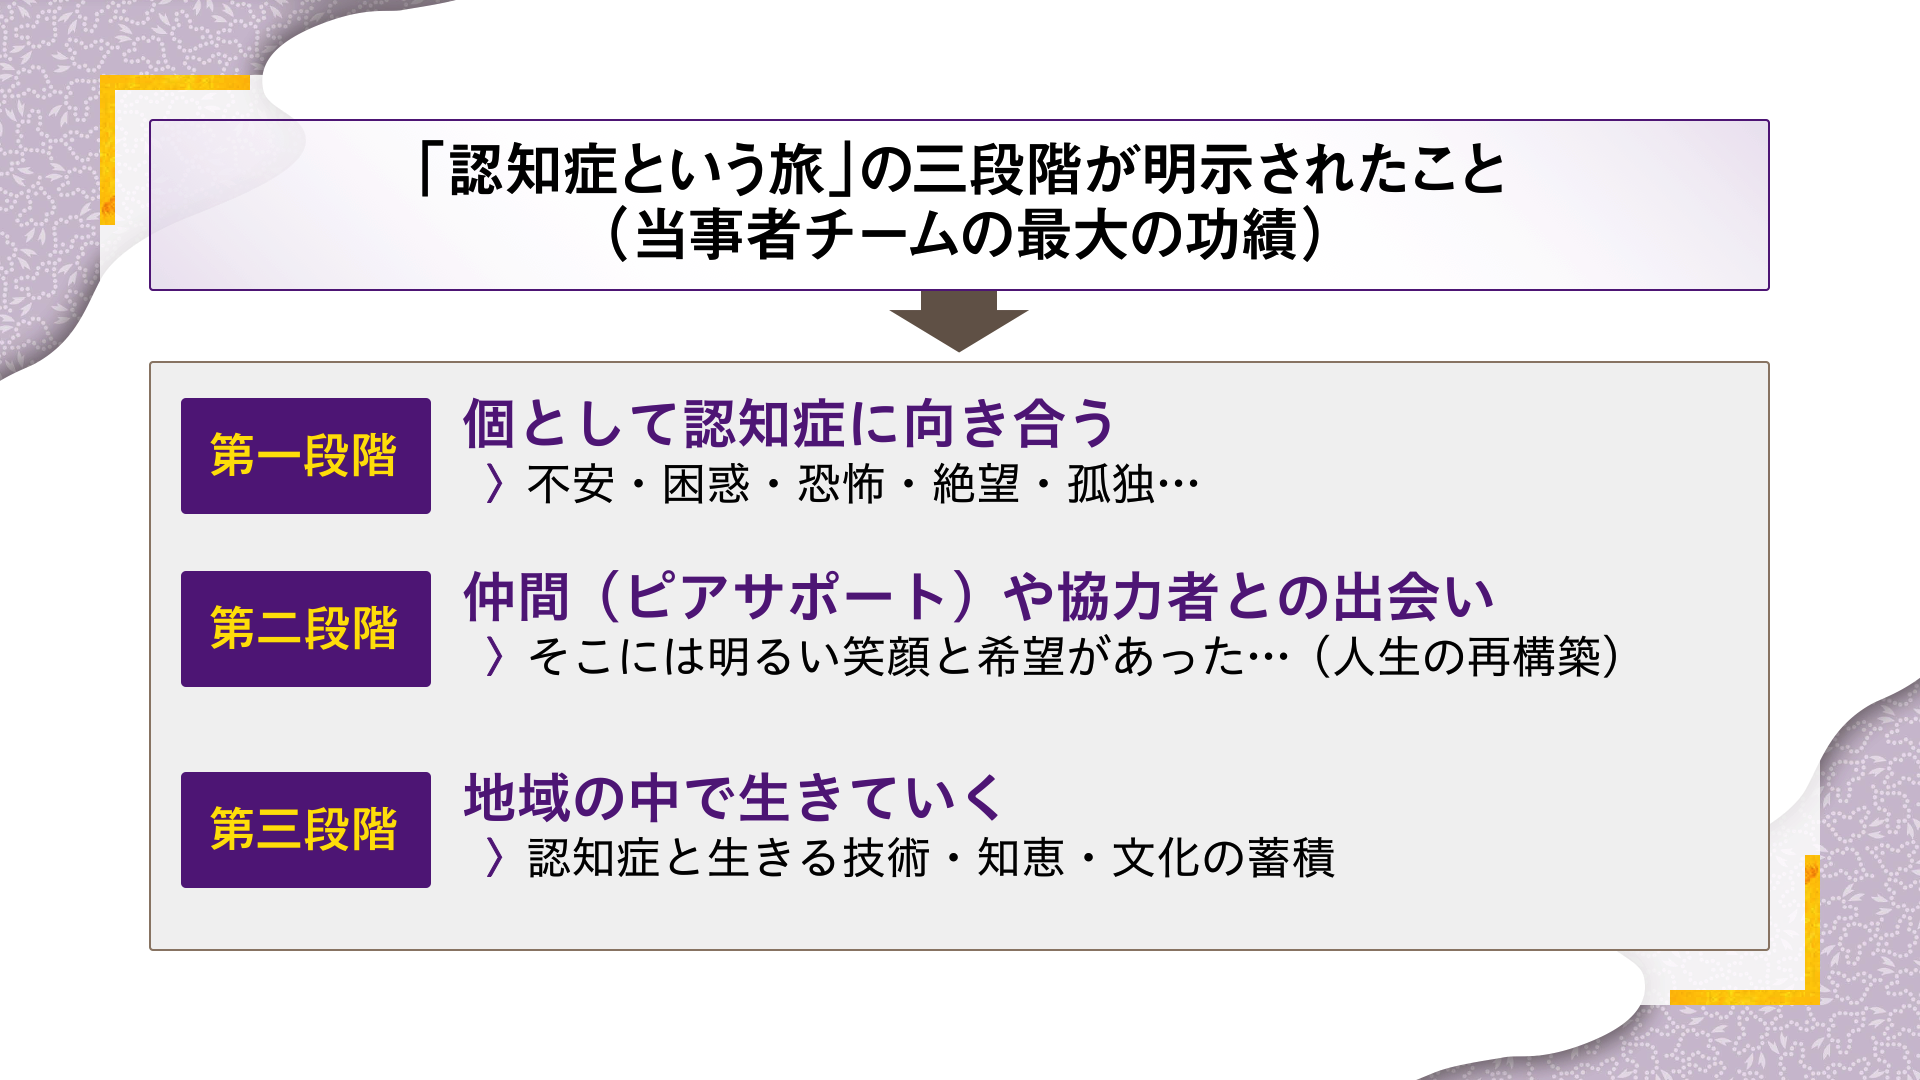 「認知症という旅」の三段階が明示されたこと
（当事者チームの最大の功績）
第一段階
個として認知症に向き合う
〉不安・困惑・恐怖・絶望・孤独…
第二段階
仲間（ピアサポート）や協力者との出会い
〉そこには明るい笑顔と希望があった…（人生の再構築）
第三段階
地域の中で生きていく
〉認知症と生きる技術・知恵・文化の蓄積